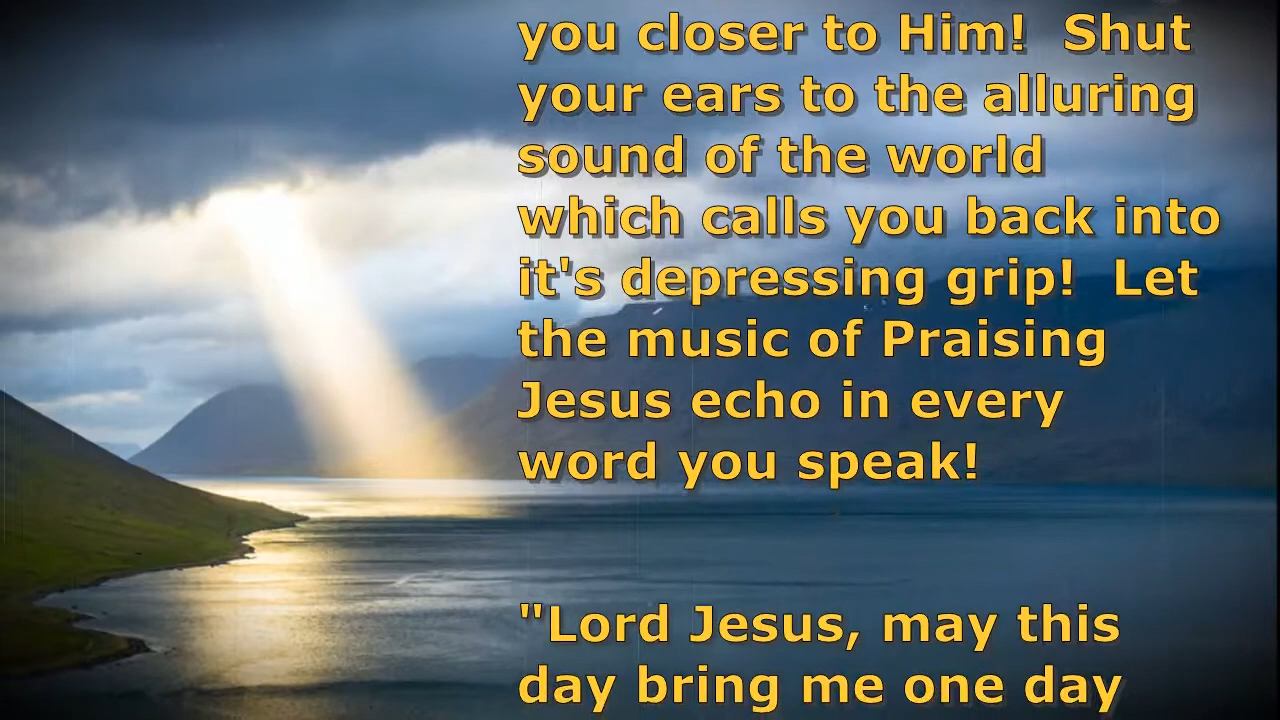 you closer to Him!  Shut
your ears to the alluring
sound of the world
which calls you back into
it's depressing grip!  Let
the music of Praising
Jesus echo in every
word you speak!
"Lord Jesus, may this
day bring me one day